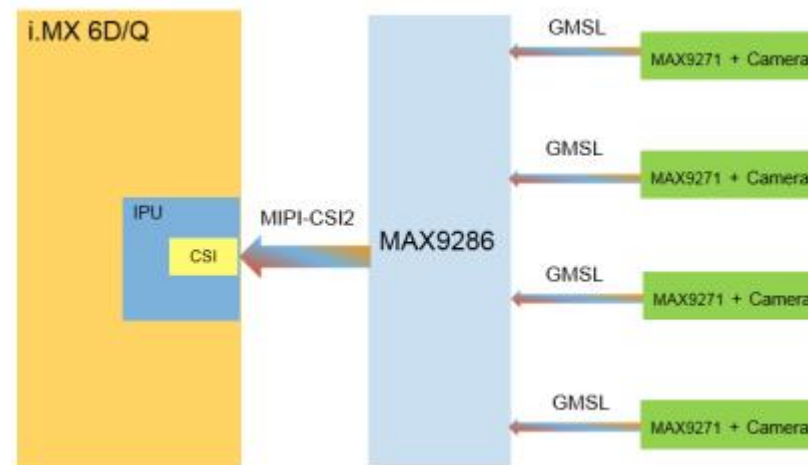 i.MX 6D/Q
IPU
CSI
MIPI-CSI2
MAX9286
GMSL
MAX9271 + Camera
GMSL
MAX9271 + Camera
GMSL
MAX9271 + Camera
GMSL
MAX9271 + Camera